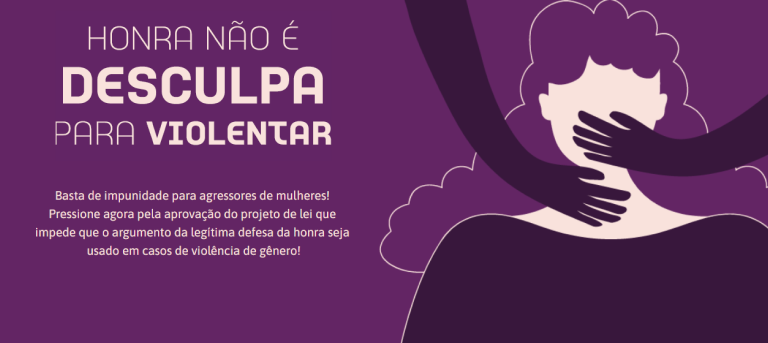 HONRA NÃO É
DESCULPA
PARA VIOLENTAR
Basta de impunidade para agressores de mulheres!
Pressione agora pela aprovação do projeto de lei que
impede que o argumento da legítima defesa da honra seja
usado em casos de violência de gênero!